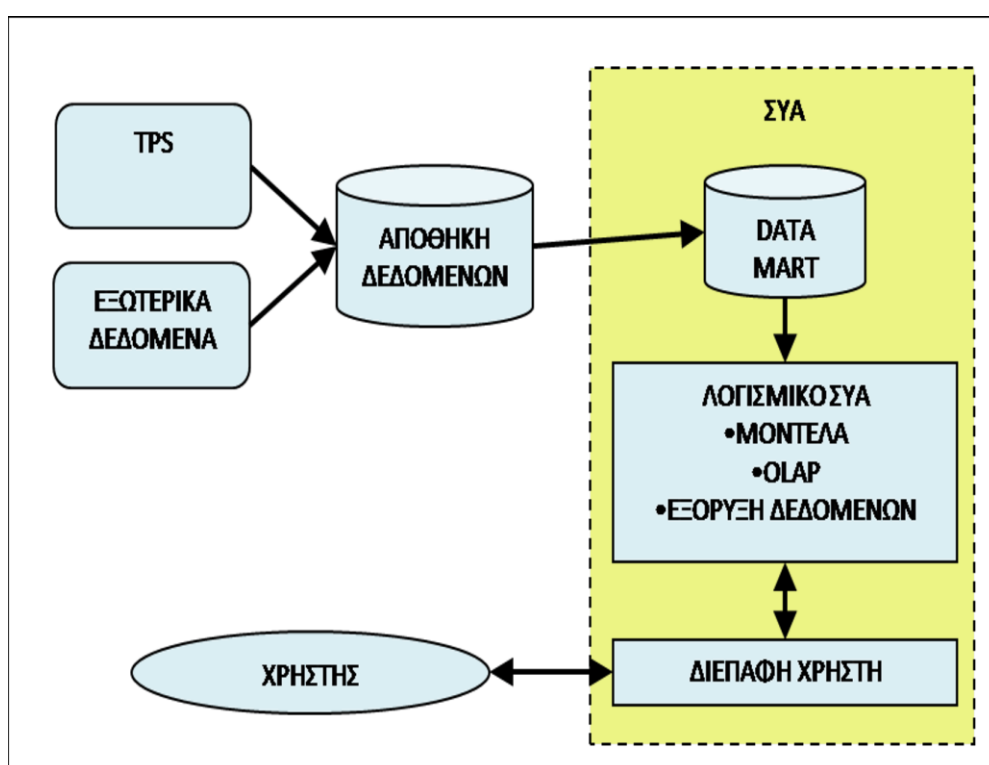 TPS
ΕΞΩΤΕΡΙΚΑ
ΔΕΔΟΜΕΝΑ
ΑΠΟΘΗΚΗ
ΔΕΔΟΜΕΝΩΝ
ΣΥΑ
DATA
MART
ΛΟΓΙΣΜΙΚΟ ΣΥΑ
•ΜΟΝΤΕΛΑ
•OLAP
•ΕΞΟΡΥΞΗ ΔΕΔΟΜΕΝΩΝ
ΧΡΗΣΤΗΣ
ΔΙΕΠΑΦΗ ΧΡΗΣΤΗ